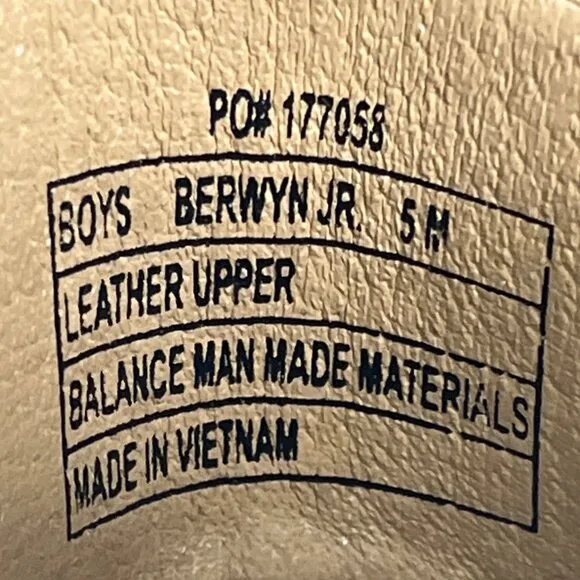 PO# 177058
BOYS BERWYN JR. 5 M
LEATHER UPPER
BALANCE MAN MADE MATERIALS
MADE IN VIETNAM